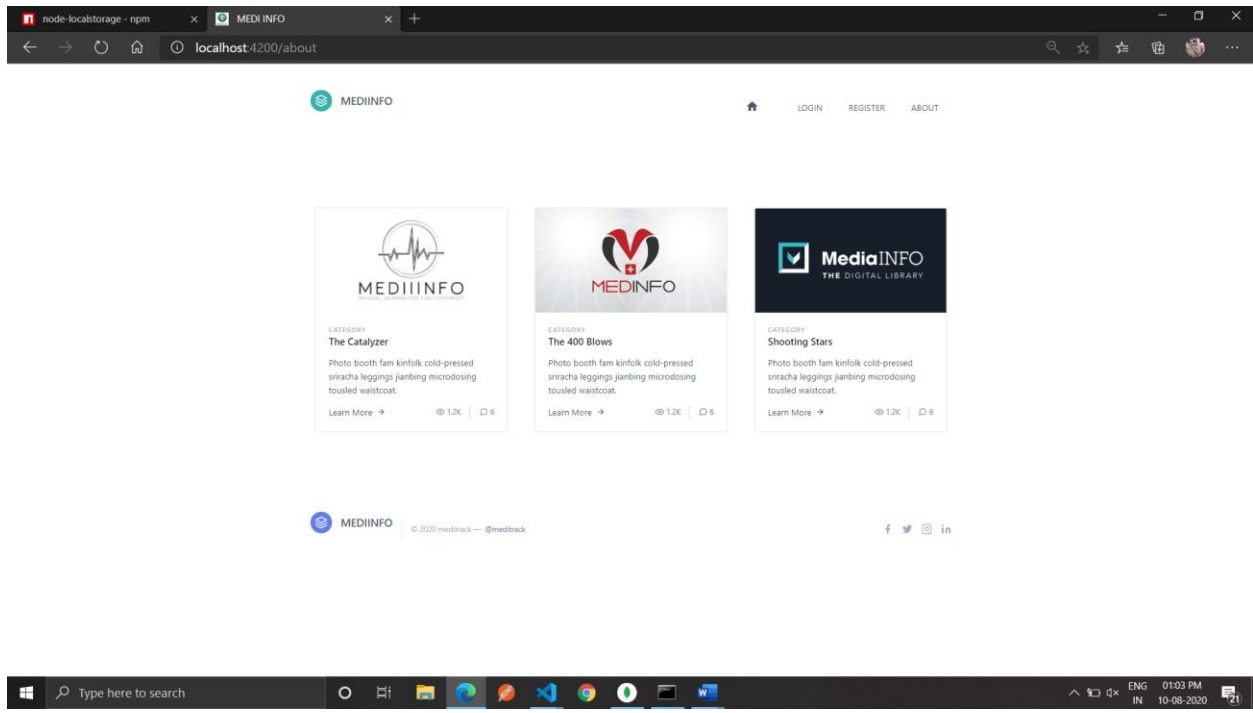 node-localstorage - npm
MEDI INFO
localhost:4200/about
MEDIINFO
LOGIN REGISTER ABOUT
MEDIIINFO
CATEGORY
The Catalyzer
Photo booth fam kinfolk cold-pressed
sriracha leggings jianbing microdosing
tousled waistcoat.
Learn More → 1.2K 6
MEDINFO
CATEGORY
The 400 Blows
Photo booth fam kinfolk cold-pressed
sriracha leggings jianbing microdosing
tousled waistcoat.
Learn More → 1.2K 6
MediaINFO
THE DIGITAL LIBRARY
CATEGORY
Shooting Stars
Photo booth fam kinfolk cold-pressed
sriracha leggings jianbing microdosing
tousled waistcoat.
Learn More → 1.2K 6
MEDIINFO
© 2020 meditrack — @meditrack
Type here to search
ENG
IN
01:03 PM
10-08-2020
21